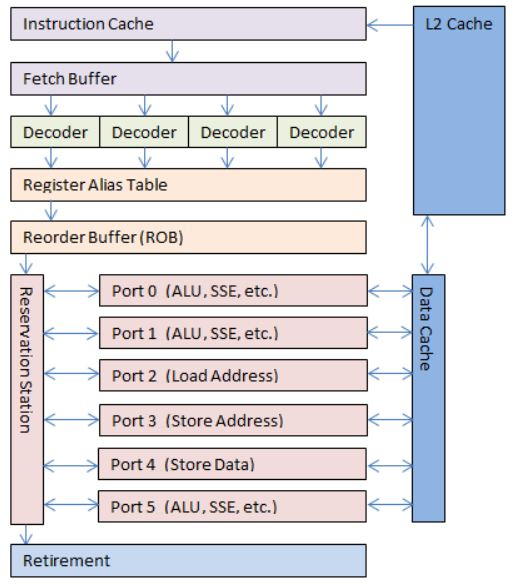 Instruction Cache
L2 Cache
Fetch Buffer
Decoder
Decoder
Decoder
Decoder
Register Alias Table
Reorder Buffer (ROB)
Reservation Station
Port 0 (ALU, SSE, etc.)
Port 1 (ALU, SSE, etc.)
Port 2 (Load Address)
Port 3 (Store Address)
Port 4 (Store Data)
Port 5 (ALU, SSE, etc.)
Data Cache
Retirement